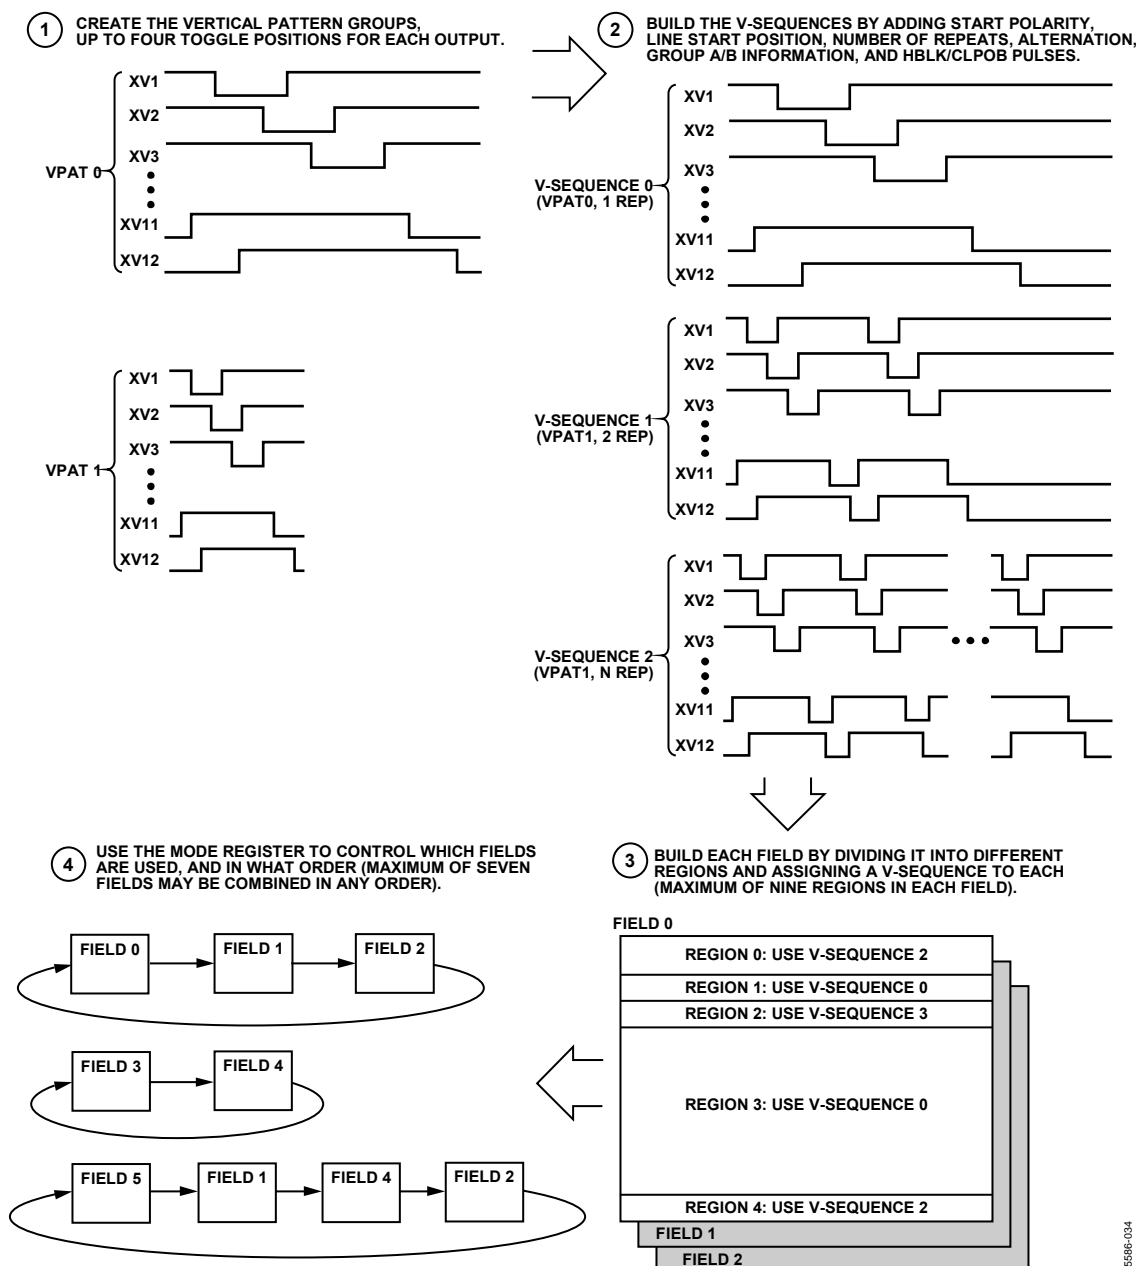 1
CREATE THE VERTICAL PATTERN GROUPS,
UP TO FOUR TOGGLE POSITIONS FOR EACH OUTPUT.
XV1
XV2
XV3
XV11
XV12
VPAT 0
XV1
XV2
XV3
XV11
XV12
VPAT 1
2
BUILD THE V-SEQUENCES BY ADDING START POLARITY,
LINE START POSITION, NUMBER OF REPEATS, ALTERNATION,
GROUP A/B INFORMATION, AND HBLK/CLPOB PULSES.
XV1
XV2
XV3
XV11
XV12
V-SEQUENCE 0
(VPAT0, 1 REP)
XV1
XV2
XV3
XV11
XV12
V-SEQUENCE 1
(VPAT1, 2 REP)
XV1
XV2
XV3
XV11
XV12
V-SEQUENCE 2
(VPAT1, N REP)
3
BUILD EACH FIELD BY DIVIDING IT INTO DIFFERENT
REGIONS AND ASSIGNING A V-SEQUENCE TO EACH
(MAXIMUM OF NINE REGIONS IN EACH FIELD).
FIELD 0
REGION 0: USE V-SEQUENCE 2
REGION 1: USE V-SEQUENCE 0
REGION 2: USE V-SEQUENCE 3
REGION 3: USE V-SEQUENCE 0
REGION 4: USE V-SEQUENCE 2
FIELD 1
FIELD 2
4
USE THE MODE REGISTER TO CONTROL WHICH FIELDS
ARE USED, AND IN WHAT ORDER (MAXIMUM OF SEVEN
FIELDS MAY BE COMBINED IN ANY ORDER).
FIELD 0
FIELD 1
FIELD 2
FIELD 3
FIELD 4
FIELD 5
FIELD 1
FIELD 4
FIELD 2
5586-034